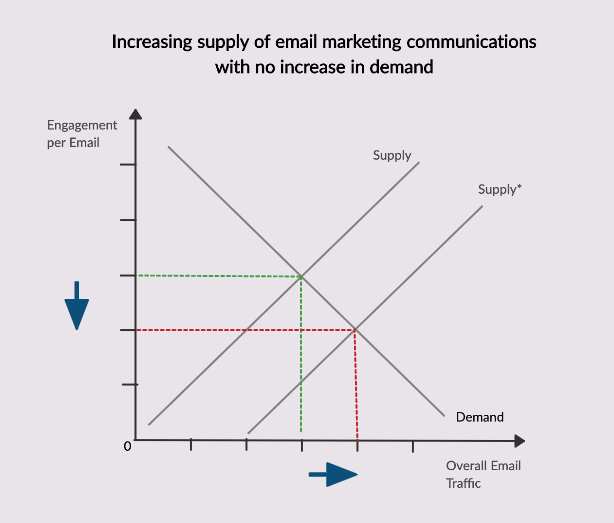 Increasing supply of email marketing communications
with no increase in demand
Engagement
per Email
Supply
Supply*
Demand
0
Overall Email
Traffic